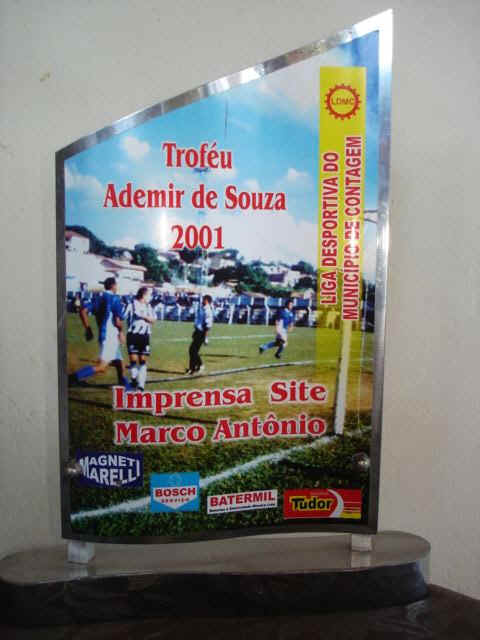 LDMC
Troféu
Ademir de Souza
2001
LIGA DESPORTIVA DO
MUNICÍPIO DE CONTAGEM
Imprensa Site
Marco Antônio
MAGNETI
MARELLI
BOSCH
SERVICE
BATERMIL
Tudor